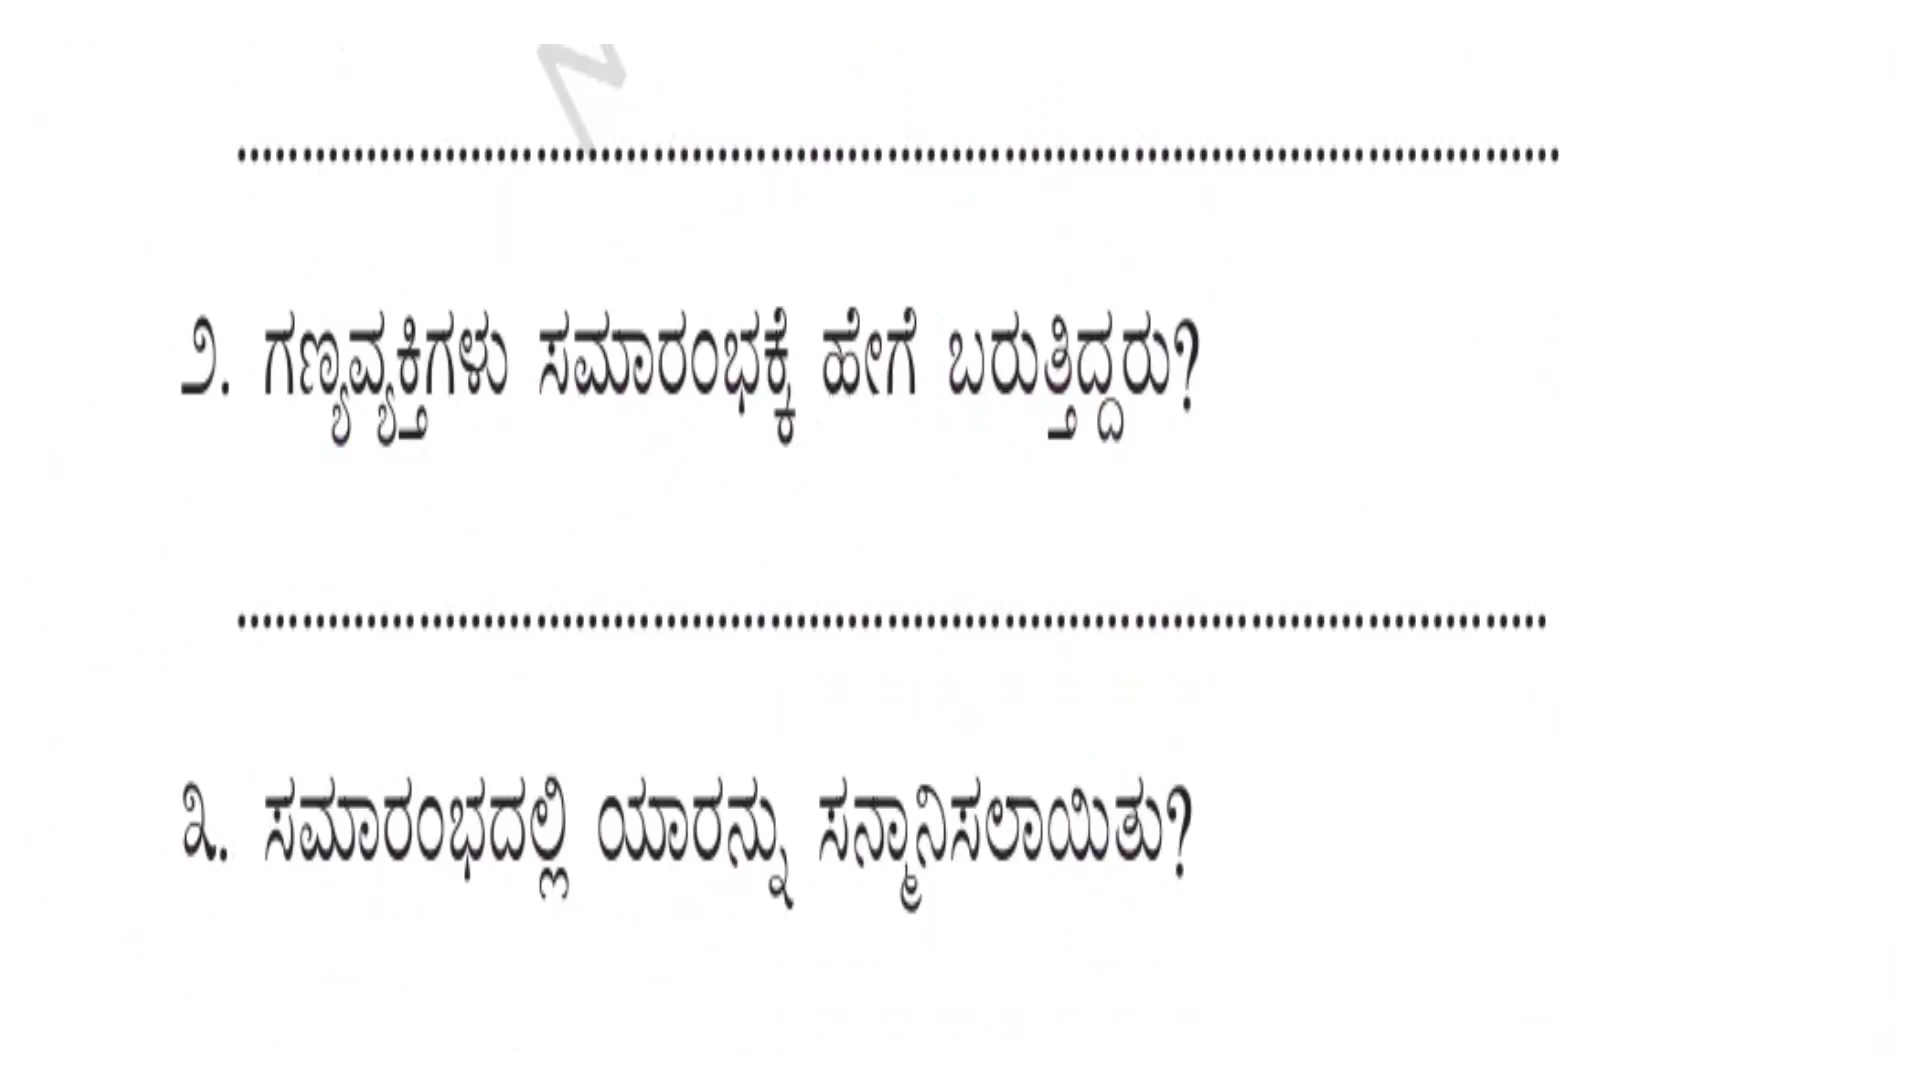 ..........................................................................................
೨. ಗಣ್ಯವ್ಯಕ್ತಿಗಳು ಸಮಾರಂಭಕ್ಕೆ ಹೇಗೆ ಬರುತ್ತಿದ್ದರು?
..........................................................................................
೩. ಸಮಾರಂಭದಲ್ಲಿ ಯಾರನ್ನು ಸನ್ಮಾನಿಸಲಾಯಿತು?